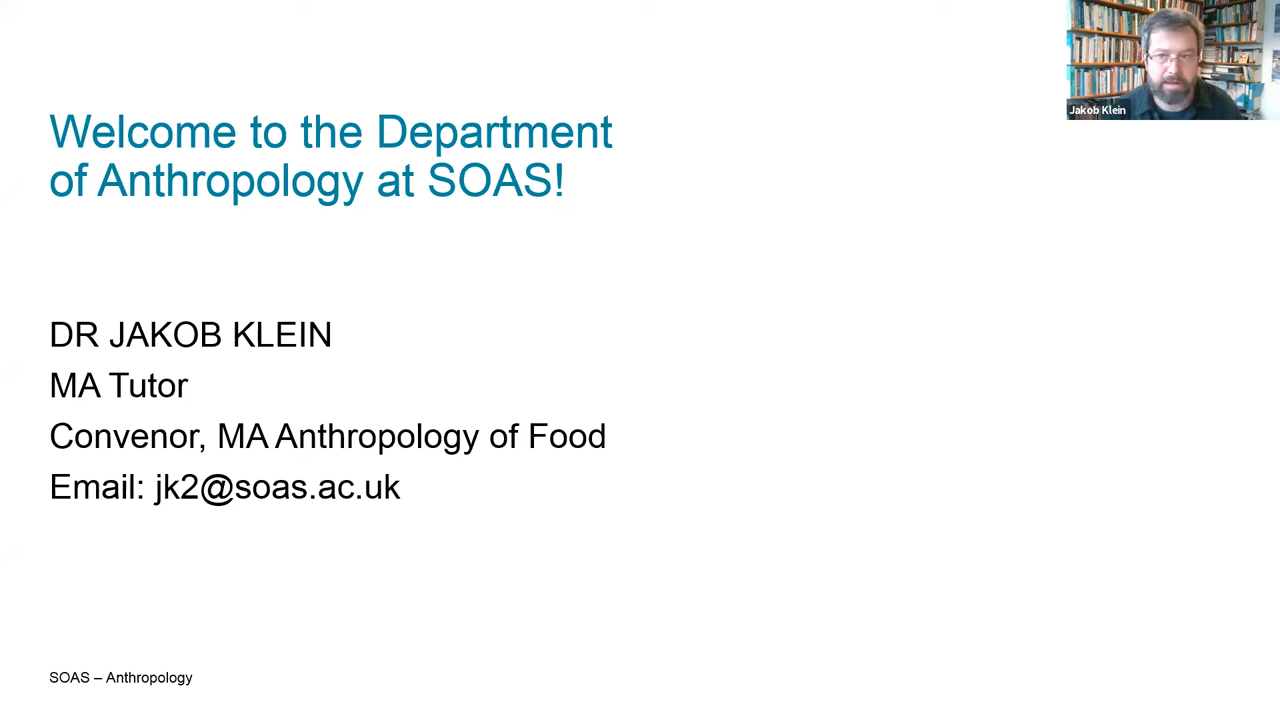 Jakob Klein
Welcome to the Department
of Anthropology at SOAS!
DR JAKOB KLEIN
MA Tutor
Convenor, MA Anthropology of Food
Email: jk2@soas.ac.uk
SOAS – Anthropology